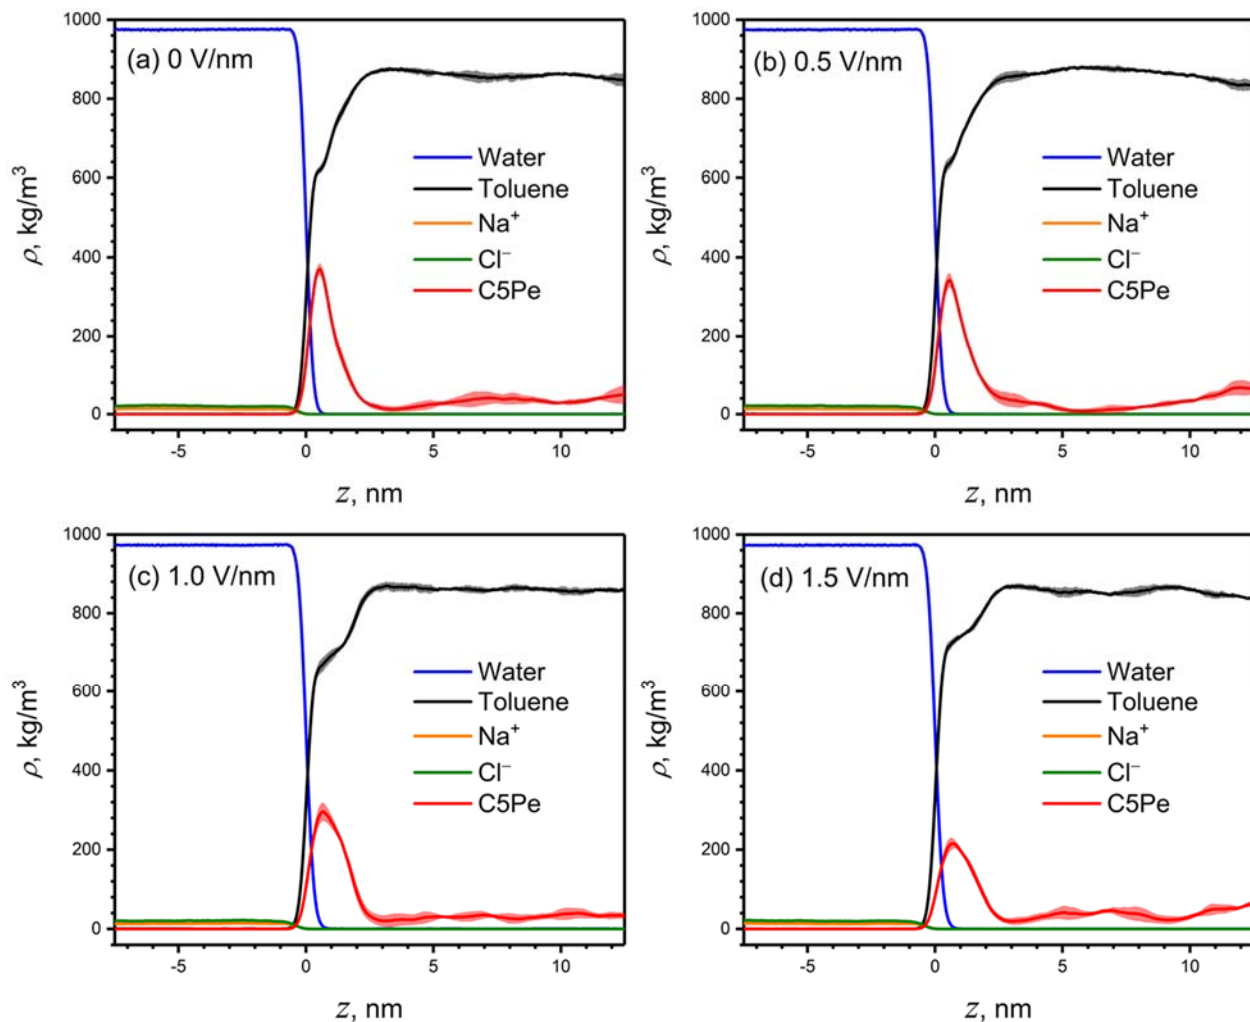 (a) 0 V/nm
1000
800
600
400
200
0
ρ, kg/m³
Water
Toluene
Na⁺
Cl⁻
C5Pe
-5
0
5
10
z, nm
(b) 0.5 V/nm
1000
800
600
400
200
0
ρ, kg/m³
Water
Toluene
Na⁺
Cl⁻
C5Pe
-5
0
5
10
z, nm
(c) 1.0 V/nm
1000
800
600
400
200
0
ρ, kg/m³
Water
Toluene
Na⁺
Cl⁻
C5Pe
-5
0
5
10
z, nm
(d) 1.5 V/nm
1000
800
600
400
200
0
ρ, kg/m³
Water
Toluene
Na⁺
Cl⁻
C5Pe
-5
0
5
10
z, nm